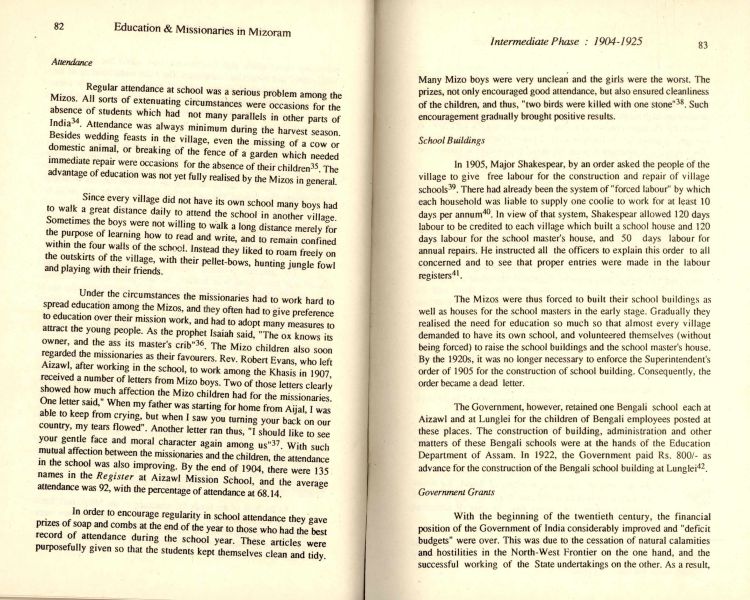 82
Education & Missionaries in Mizoram
Attendance
Regular attendance at school was a serious problem among the
Mizos. All sorts of extenuating circumstances were occasions for the
absence of students which had not many parallels in other parts of
India34. Attendance was always minimum during the harvest season.
Besides wedding feasts in the village, even the missing of a cow or
domestic animal, or breaking of the fence of a garden which needed
immediate repair were occasions for the absence of their children35. The
advantage of education was not yet fully realised by the Mizos in general.
Since every village did not have its own school many boys had
to walk a great distance daily to attend the school in another village.
Sometimes the boys were not willing to walk a long distance merely for
the purpose of learning how to read and write, and to remain confined
within the four walls of the school. Instead they liked to roam freely on
the outskirts of the village, with their pellet-bows, hunting jungle fowl
and playing with their friends.
Under the circumstances the missionaries had to work hard to
spread education among the Mizos, and they often had to give preference
to education over their mission work, and had to adopt many measures to
attract the young people. As the prophet Isaiah said, "The ox knows its
owner, and the ass its master's crib"36. The Mizo children also soon
regarded the missionaries as their favourers. Rev. Robert Evans, who left
Aizawl, after working in the school, to work among the Khasis in 1907,
received a number of letters from Mizo boys. Two of those letters clearly
showed how much affection the Mizo children had for the missionaries.
One letter said," When my father was starting for home from Aijal, I was
able to keep from crying, but when I saw you turning your back on our
country, my tears flowed". Another letter ran thus, "I should like to see
your gentle face and moral character again among us"37. With such
mutual affection between the missionaries and the children, the attendance
in the school was also improving. By the end of 1904, there were 135
names in the Register at Aizawl Mission School, and the average
attendance was 92, with the percentage of attendance at 68.14.
In order to encourage regularity in school attendance they gave
prizes of soap and combs at the end of the year to those who had the best
record of attendance during the school year. These articles were
purposefully given so that the students kept themselves clean and tidy.
Intermediate Phase : 1904-1925
83
Many Mizo boys were very unclean and the girls were the worst. The
prizes, not only encouraged good attendance, but also ensured cleanliness
of the children, and thus, "two birds were killed with one stone"38. Such
encouragement gradually brought positive results.
School Buildings
In 1905, Major Shakespear, by an order asked the people of the
village to give free labour for the construction and repair of village
schools39. There had already been the system of "forced labour" by which
each household was liable to supply one coolie to work for at least 10
days per annum40. In view of that system, Shakespear allowed 120 days
labour to be credited to each village which built a school house and 120
days labour for the school master's house, and 50 days labour for
annual repairs. He instructed all the officers to explain this order to all
concerned and to see that proper entries were made in the labour
registers41.
The Mizos were thus forced to built their school buildings as
well as houses for the school masters in the early stage. Gradually they
realised the need for education so much so that almost every village
demanded to have its own school, and volunteered themselves (without
being forced) to raise the school buildings and the school master's house.
By the 1920s, it was no longer necessary to enforce the Superintendent's
order of 1905 for the construction of school building. Consequently, the
order became a dead letter.
The Government, however, retained one Bengali school each at
Aizawl and at Lunglei for the children of Bengali employees posted at
these places. The construction of building, administration and other
matters of these Bengali schools were at the hands of the Education
Department of Assam. In 1922, the Government paid Rs. 800/- as
advance for the construction of the Bengali school building at Lunglei42.
Government Grants
With the beginning of the twentieth century, the financial
position of the Government of India considerably improved and "deficit
budgets" were over. This was due to the cessation of natural calamities
and hostilities in the North-West Frontier on the one hand, and the
successful working of the State undertakings on the other. As a result,